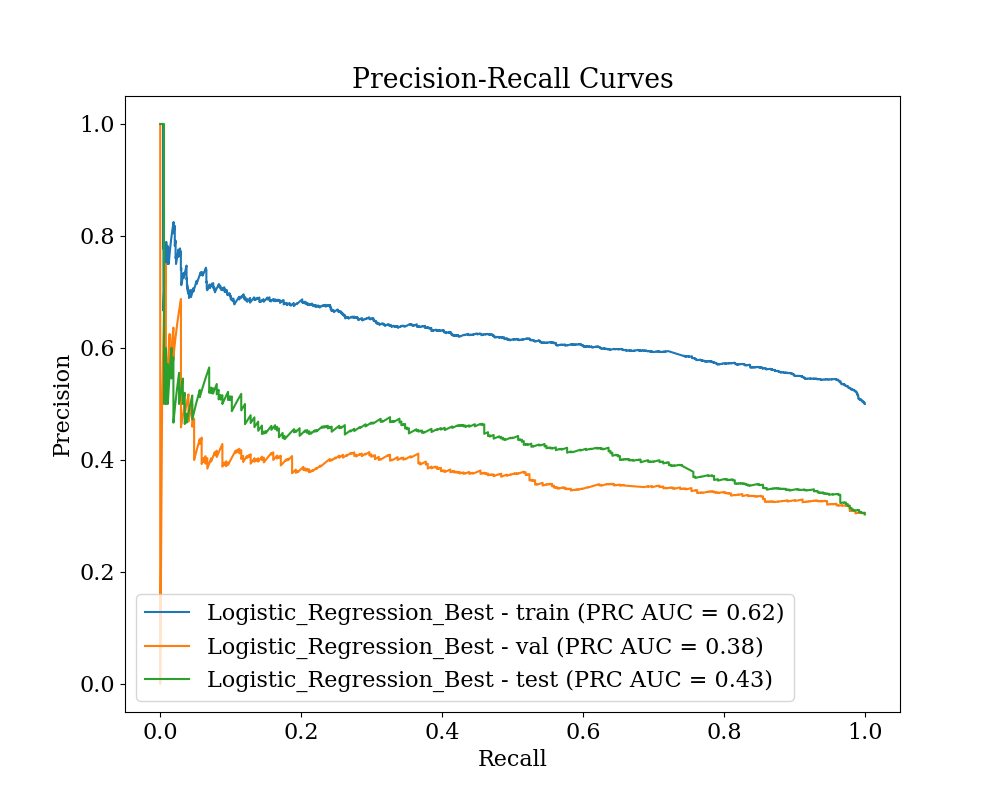 Precision-Recall Curves
1.0
0.8
0.6
0.4
0.2
0.0
Precision
Logistic_Regression_Best - train (PRC AUC = 0.62)
Logistic_Regression_Best - val (PRC AUC = 0.38)
Logistic_Regression_Best - test (PRC AUC = 0.43)
0.0 0.2 0.4 0.6 0.8 1.0
Recall